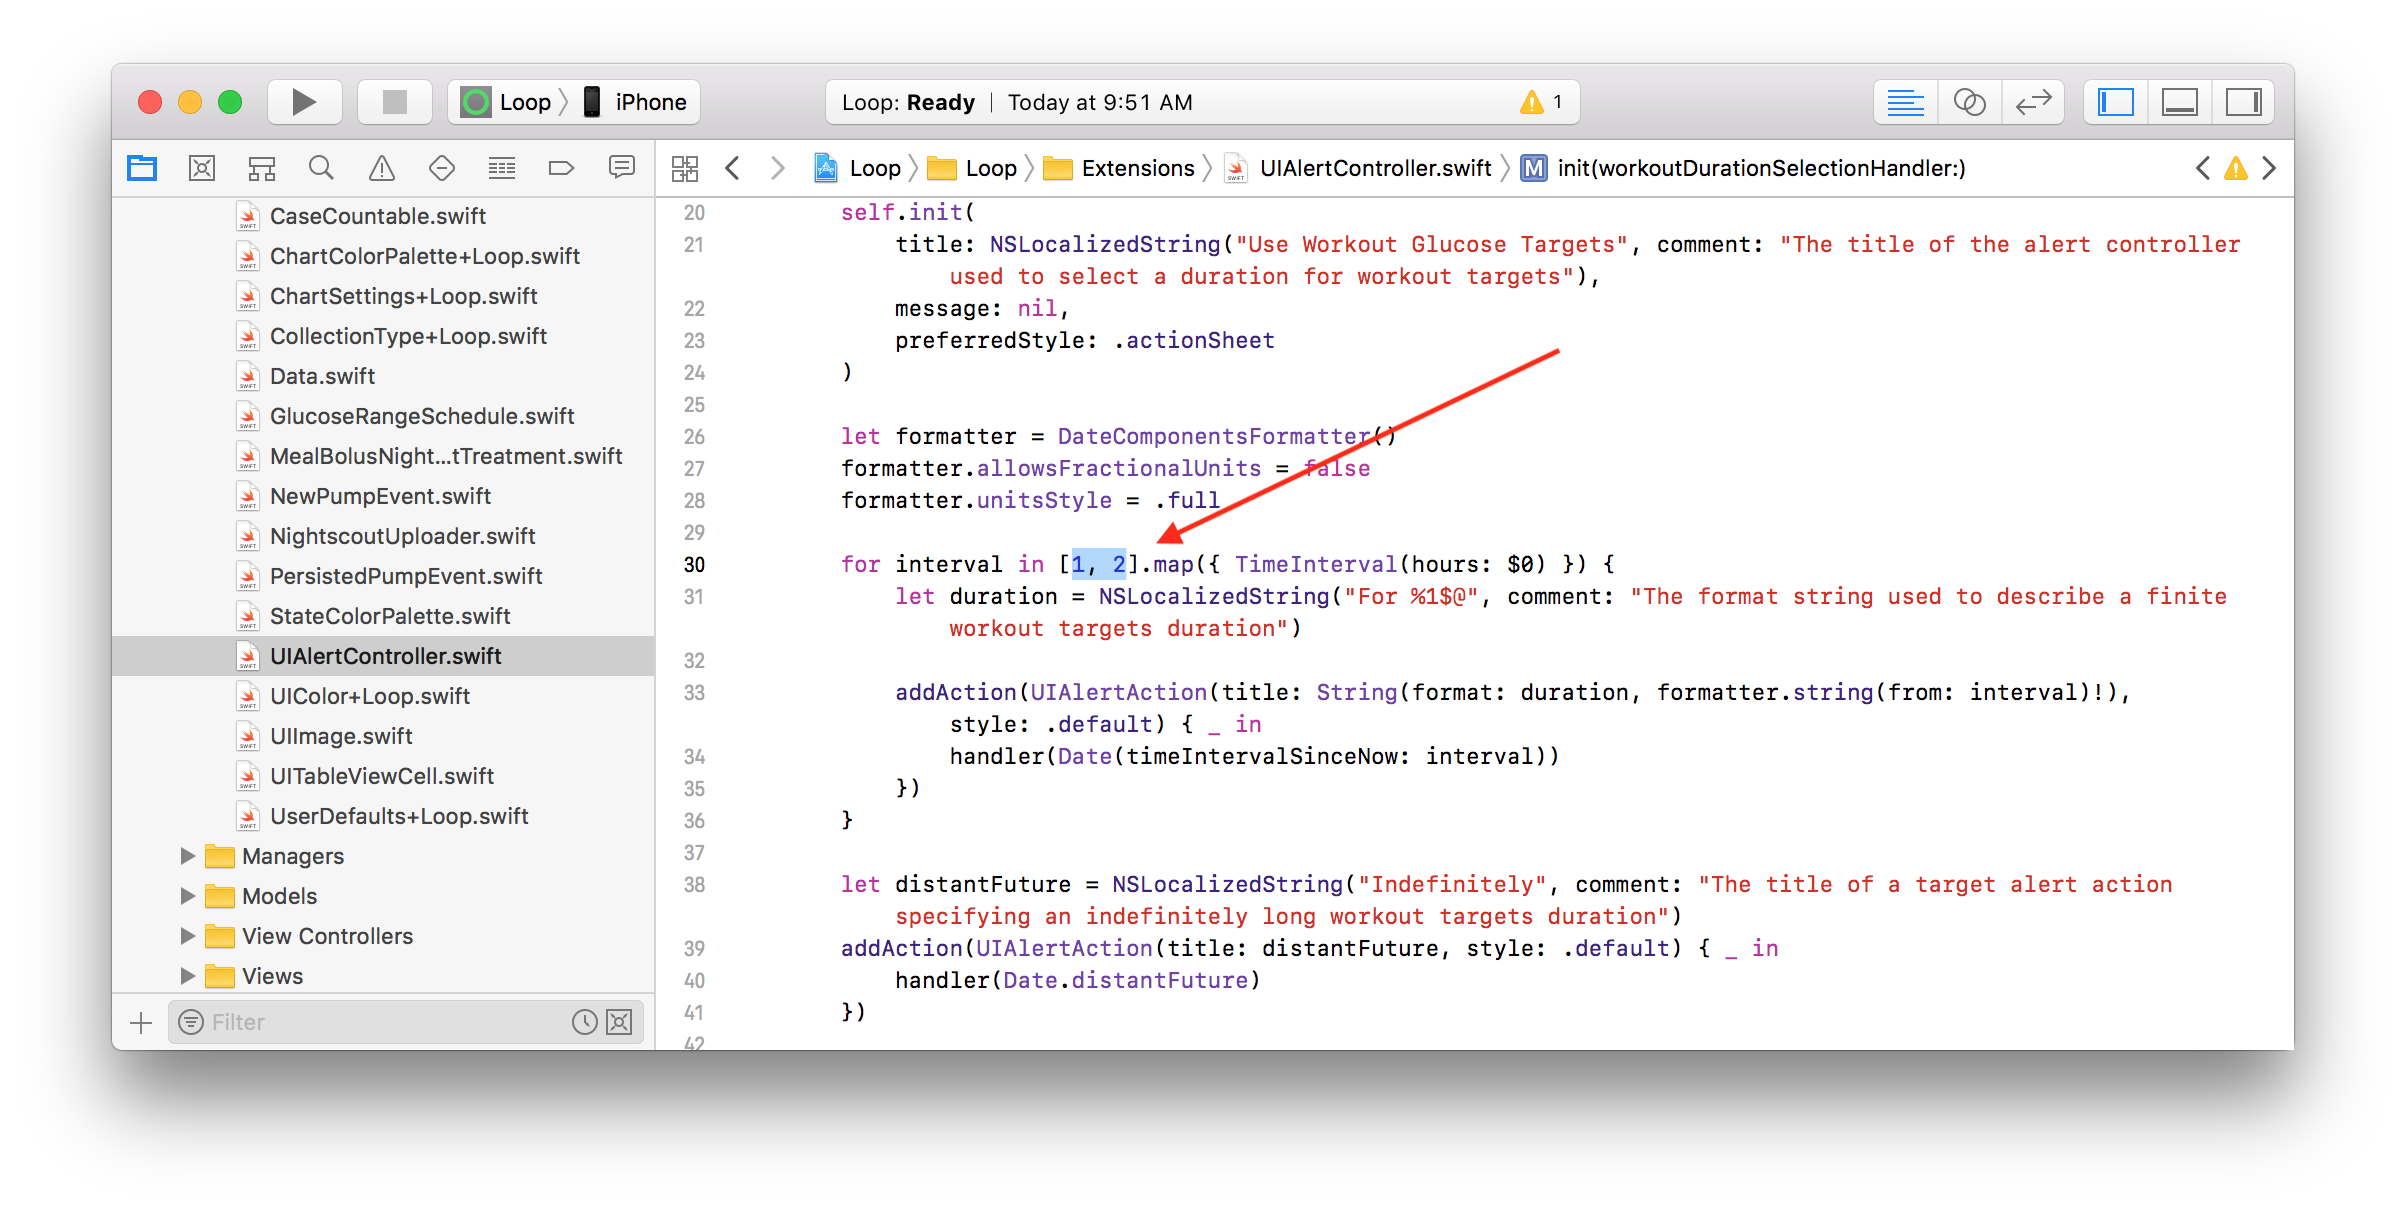 Loop 〉 iPhone
Loop: Ready | Today at 9:51 AM
1
Loop 〉 Loop 〉 Extensions 〉 UIAlertController.swift 〉 M init(workoutDurationSelectionHandler:)
CaseCountable.swift
ChartColorPalette+Loop.swift
ChartSettings+Loop.swift
CollectionType+Loop.swift
Data.swift
GlucoseRangeSchedule.swift
MealBolusNight...tTreatment.swift
NewPumpEvent.swift
NightscoutUploader.swift
PersistedPumpEvent.swift
StateColorPalette.swift
UIAlertController.swift
UIColor+Loop.swift
UIImage.swift
UITableViewCell.swift
UserDefaults+Loop.swift
Managers
Models
View Controllers
Views
Filter
20 self.init(
21 title: NSLocalizedString("Use Workout Glucose Targets", comment: "The title of the alert controller
used to select a duration for workout targets"),
22 message: nil,
23 preferredStyle: .actionSheet
24 )
25
26 let formatter = DateComponentsFormatter()
27 formatter.allowsFractionalUnits = false
28 formatter.unitsStyle = .full
29
30 for interval in [1, 2].map({ TimeInterval(hours: $0) }) {
31 let duration = NSLocalizedString("For %1$@", comment: "The format string used to describe a finite
workout targets duration")
32
33 addAction(UIAlertAction(title: String(format: duration, formatter.string(from: interval)!),
style: .default) { _ in
34 handler(Date(timeIntervalSinceNow: interval))
35 })
36 }
37
38 let distantFuture = NSLocalizedString("Indefinitely", comment: "The title of a target alert action
specifying an indefinitely long workout targets duration")
39 addAction(UIAlertAction(title: distantFuture, style: .default) { _ in
40 handler(Date.distantFuture)
41 })
42